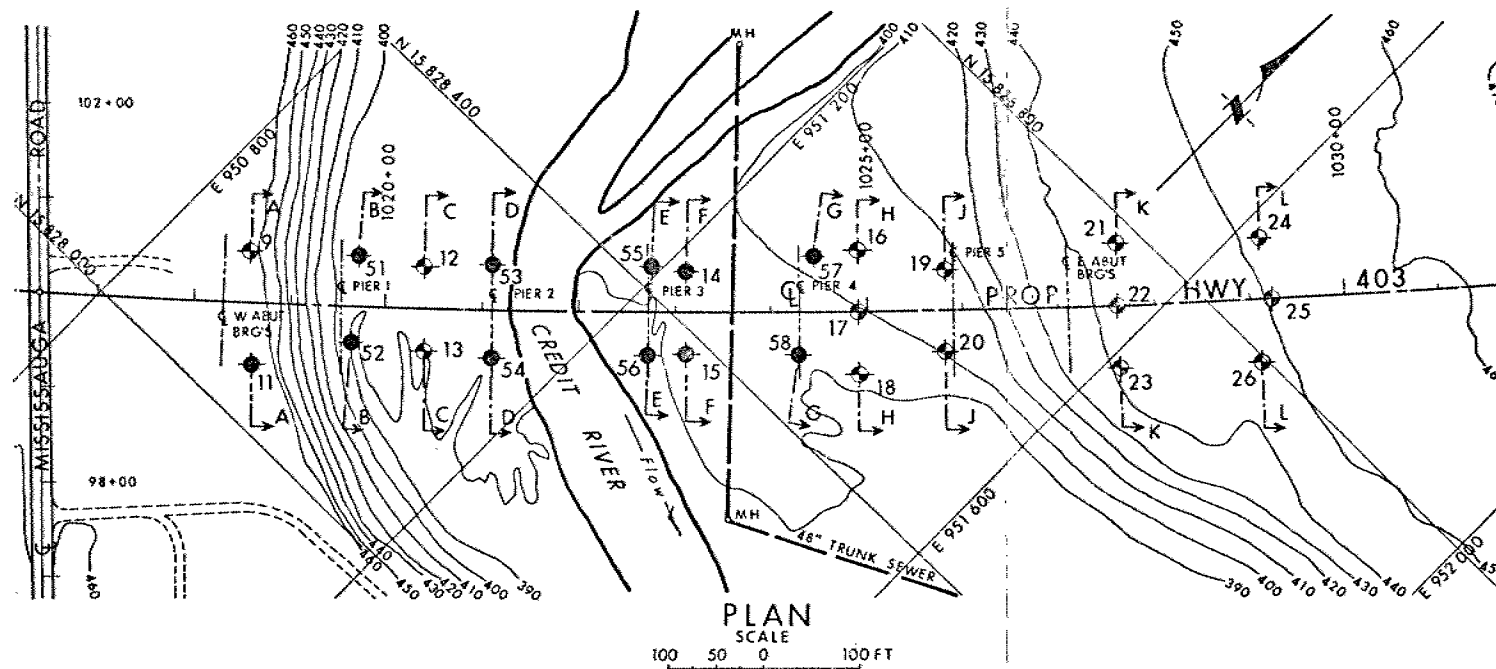 460 450 440 430 420 410 400
N 15 828 400
MH
400 410 420 430 440
N 15 828 800
450
460
102+00
MISSISSAUGA ROAD
E 950 800
1020+00
E 951 200
1025+00
1030+00
N 15 828 000
A B C D E F G H J K L
9 51 12 53 55 14 57 16 19 21 24
℄ W ABUT BRG'S
℄ PIER 1
℄ PIER 2
℄ PIER 3
℄ PIER 4
℄ PIER 5
℄ E ABUT BRG'S
℄ PROP HWY 403
17 22 25
11 52 13 54 56 15 58 18 20 23 26
A B C D E F G H J K L
CREDIT RIVER
FLOW
98+00
℄
460
440
460 450 430 420 410 400 390
MH
48" TRUNK SEWER
E 951 600
390 400 410 420 430 440
E 952 000
PLAN
SCALE
100 50 0 100 FT